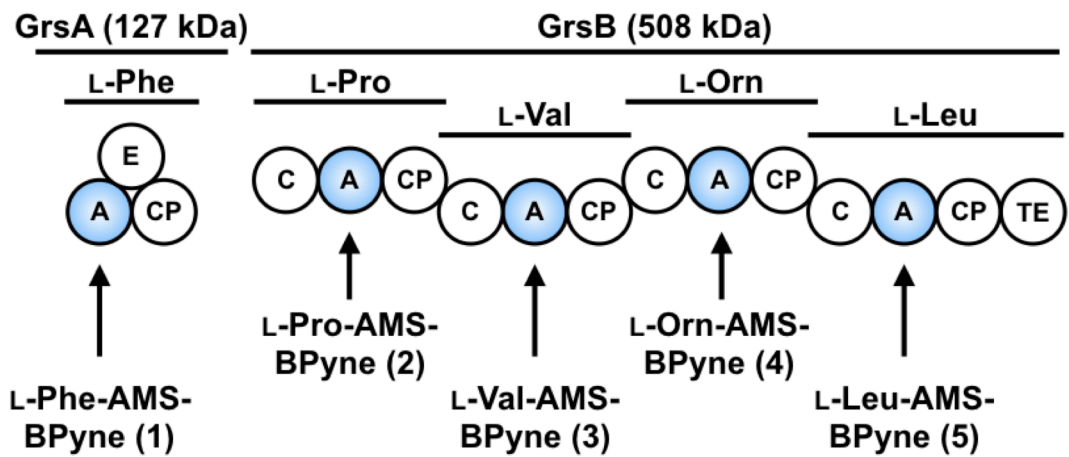 GrsA (127 kDa)
GrsB (508 kDa)
L-Phe
L-Pro
L-Val
L-Orn
L-Leu
E
A
CP
C
A
CP
C
A
CP
C
A
CP
C
A
CP
TE
L-Phe-AMS-
BPyne (1)
L-Pro-AMS-
BPyne (2)
L-Val-AMS-
BPyne (3)
L-Orn-AMS-
BPyne (4)
L-Leu-AMS-
BPyne (5)